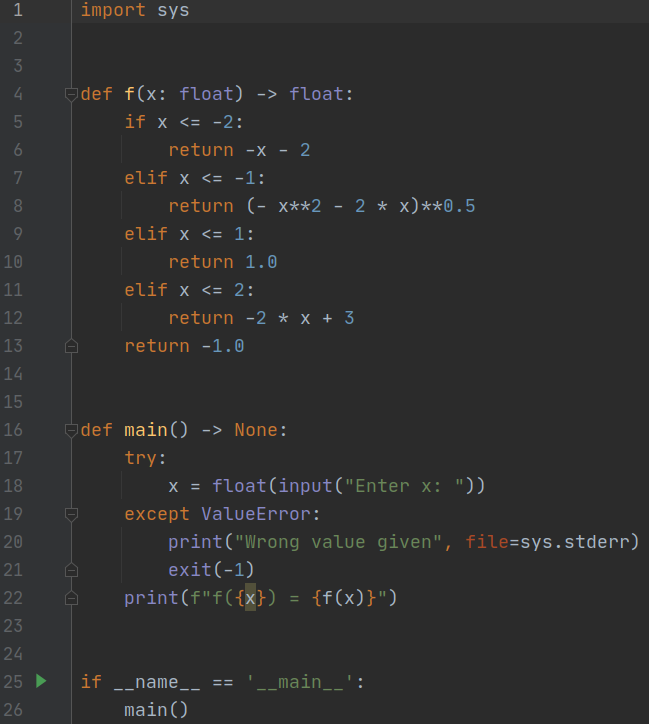 1 import sys
2
3
4 def f(x: float) -> float:
5     if x <= -2:
6         return -x - 2
7     elif x <= -1:
8         return (- x**2 - 2 * x)**0.5
9     elif x <= 1:
10         return 1.0
11     elif x <= 2:
12         return -2 * x + 3
13     return -1.0
14
15
16 def main() -> None:
17     try:
18         x = float(input("Enter x: "))
19     except ValueError:
20         print("Wrong value given", file=sys.stderr)
21         exit(-1)
22     print(f"f({x}) = {f(x)}")
23
24
25 if __name__ == '__main__':
26     main()